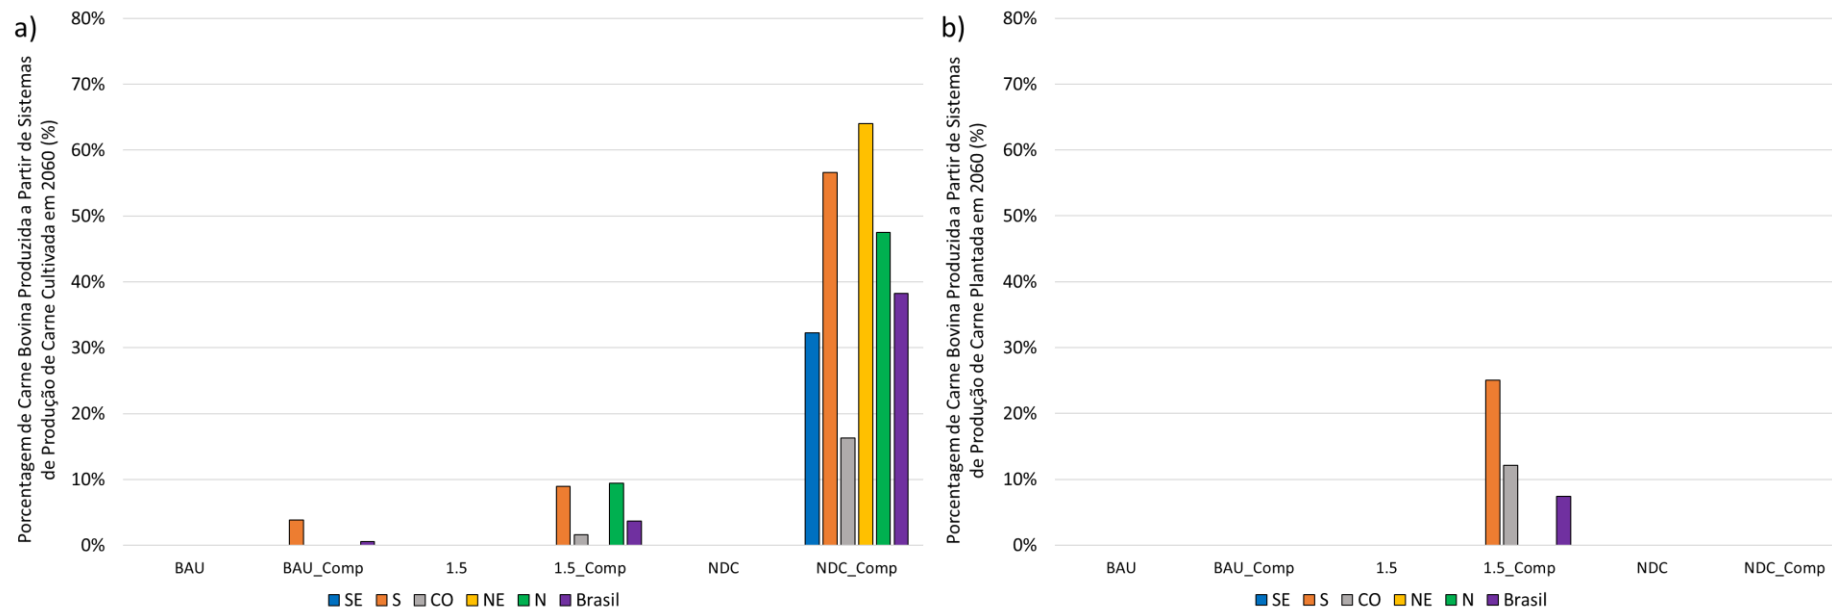 a)
Porcentagem de Carne Bovina Produzida a Partir de Sistemas
de Produção de Carne Cultivada em 2060 (%)
80%
70%
60%
50%
40%
30%
20%
10%
0%
BAU BAU_Comp 1.5 1.5_Comp NDC NDC_Comp
SE S CO NE N Brasil
b)
Porcentagem de Carne Bovina Produzida a Partir de Sistemas
de Produção de Carne Plantada em 2060 (%)
80%
70%
60%
50%
40%
30%
20%
10%
0%
BAU BAU_Comp 1.5 1.5_Comp NDC NDC_Comp
SE S CO NE N Brasil